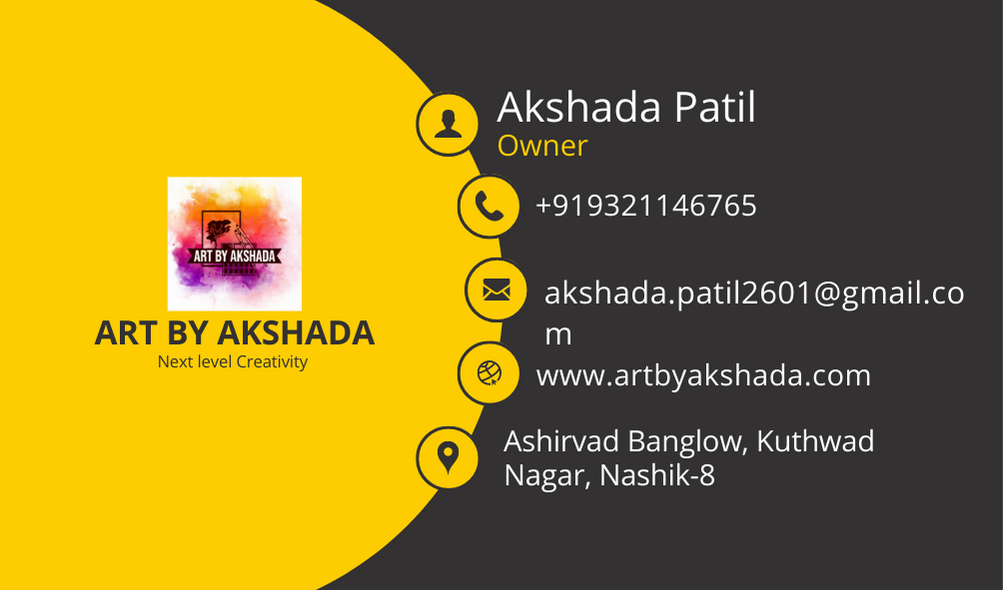 ART BY AKSHADA
ART BY AKSHADA
Next level Creativity
Akshada Patil
Owner
+919321146765
akshada.patil2601@gmail.co
m
www.artbyakshada.com
Ashirvad Banglow, Kuthwad
Nagar, Nashik-8